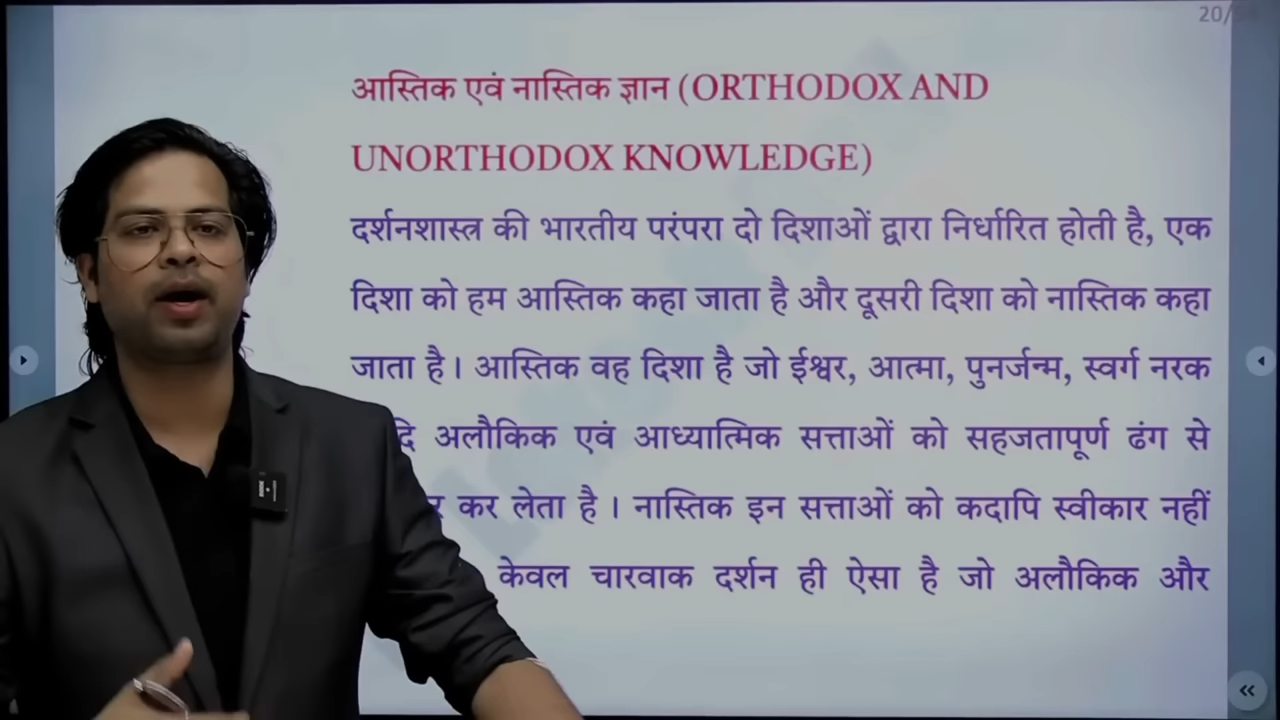 20/
आस्तिक एवं नास्तिक ज्ञान (ORTHODOX AND
UNORTHODOX KNOWLEDGE)
दर्शनशास्त्र की भारतीय परंपरा दो दिशाओं द्वारा निर्धारित होती है, एक
दिशा को हम आस्तिक कहा जाता है और दूसरी दिशा को नास्तिक कहा
जाता है। आस्तिक वह दिशा है जो ईश्वर, आत्मा, पुनर्जन्म, स्वर्ग नरक
अलौकिक एवं आध्यात्मिक सत्ताओं को सहजतापूर्ण ढंग से
कर लेता है। नास्तिक इन सत्ताओं को कदापि स्वीकार नहीं
केवल चारवाक दर्शन ही ऐसा है जो अलौकिक और